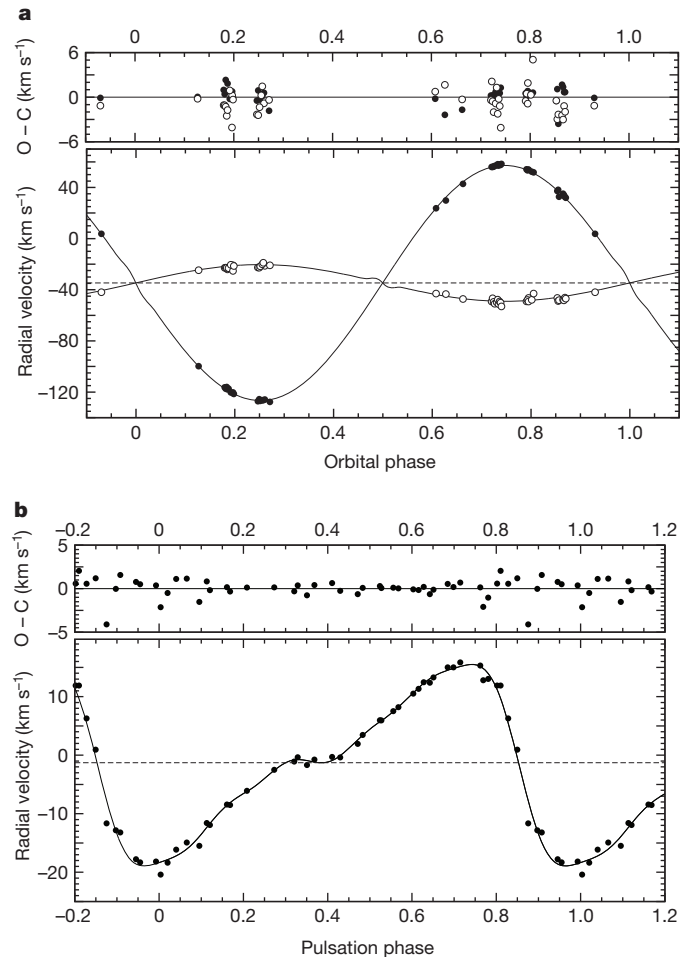 a
0 0.2 0.4 0.6 0.8 1.0
O – C (km s⁻¹)
6
0
–6
Radial velocity (km s⁻¹)
40
0
–40
–80
–120
0 0.2 0.4 0.6 0.8 1.0
Orbital phase
b
–0.2 0 0.2 0.4 0.6 0.8 1.0 1.2
O – C (km s⁻¹)
5
0
–5
Radial velocity (km s⁻¹)
10
0
–10
–20
–0.2 0 0.2 0.4 0.6 0.8 1.0 1.2
Pulsation phase